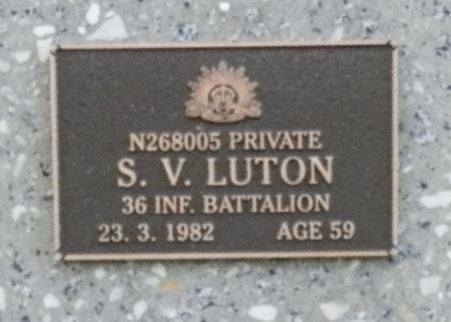 N268005 PRIVATE
S. V. LUTON
36 INF. BATTALION
23. 3. 1982 AGE 59